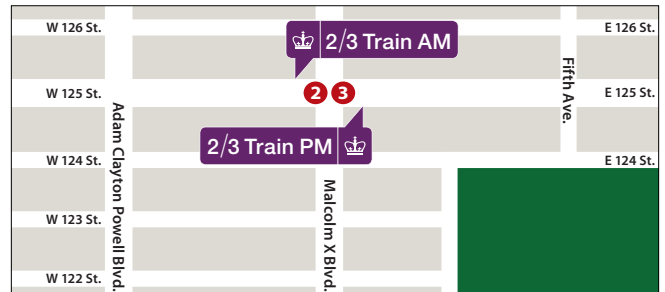 W 126 St.
E 126 St.
2/3 Train AM
W 125 St.
2 3
E 125 St.
Fifth Ave.
Adam Clayton Powell Blvd.
2/3 Train PM
W 124 St.
E 124 St.
Malcolm X Blvd.
W 123 St.
W 122 St.